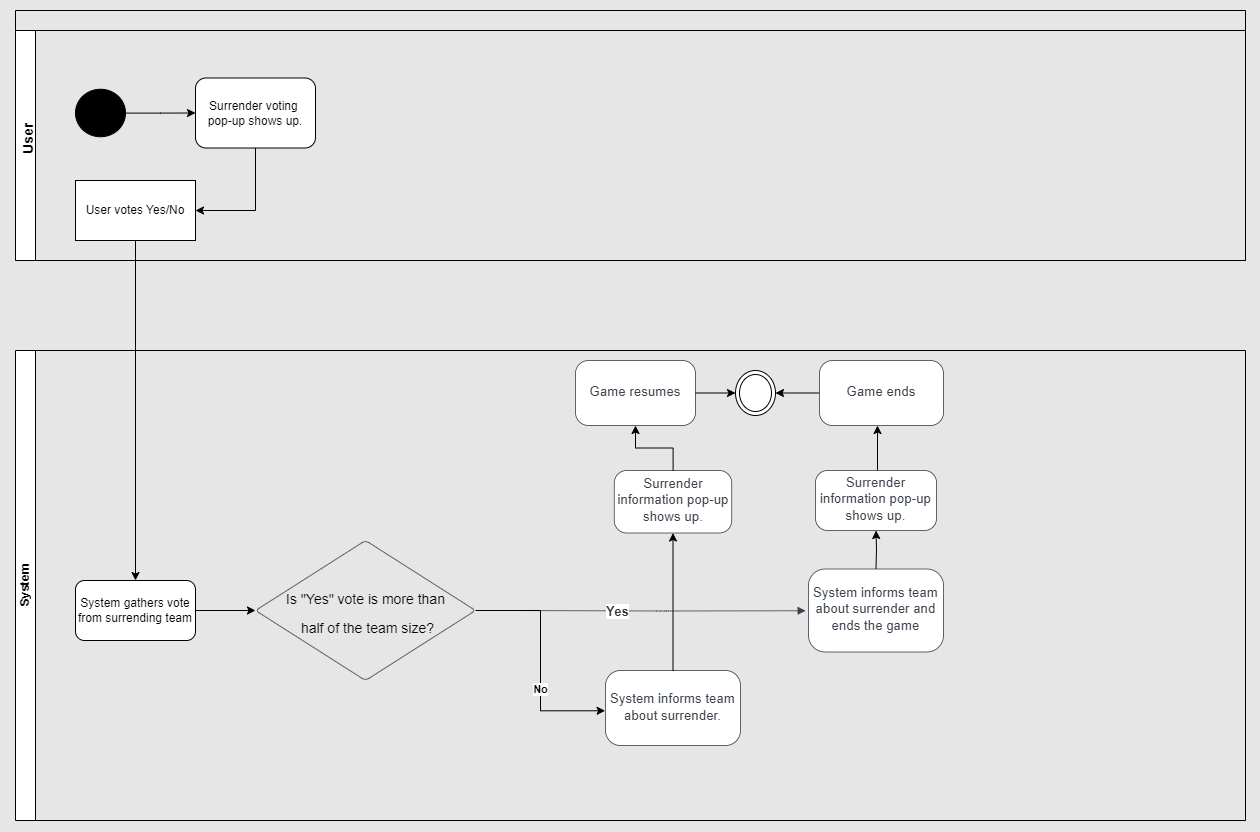 User
Surrender voting
pop-up shows up.
User votes Yes/No
System
Game resumes
Game ends
Surrender
information pop-up
shows up.
Surrender
information pop-up
shows up.
System gathers vote
from surrending team
Is "Yes" vote is more than
half of the team size?
Yes
System informs team
about surrender and
ends the game
No
System informs team
about surrender.